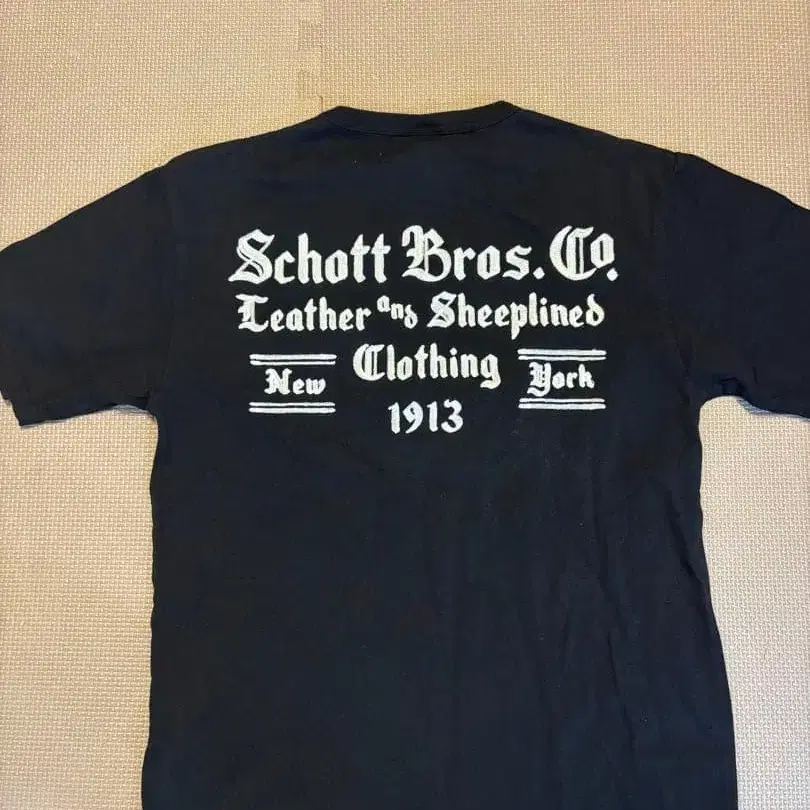 Schott Bros. Co.
Leather and Sheeplined
Clothing
New York
1913